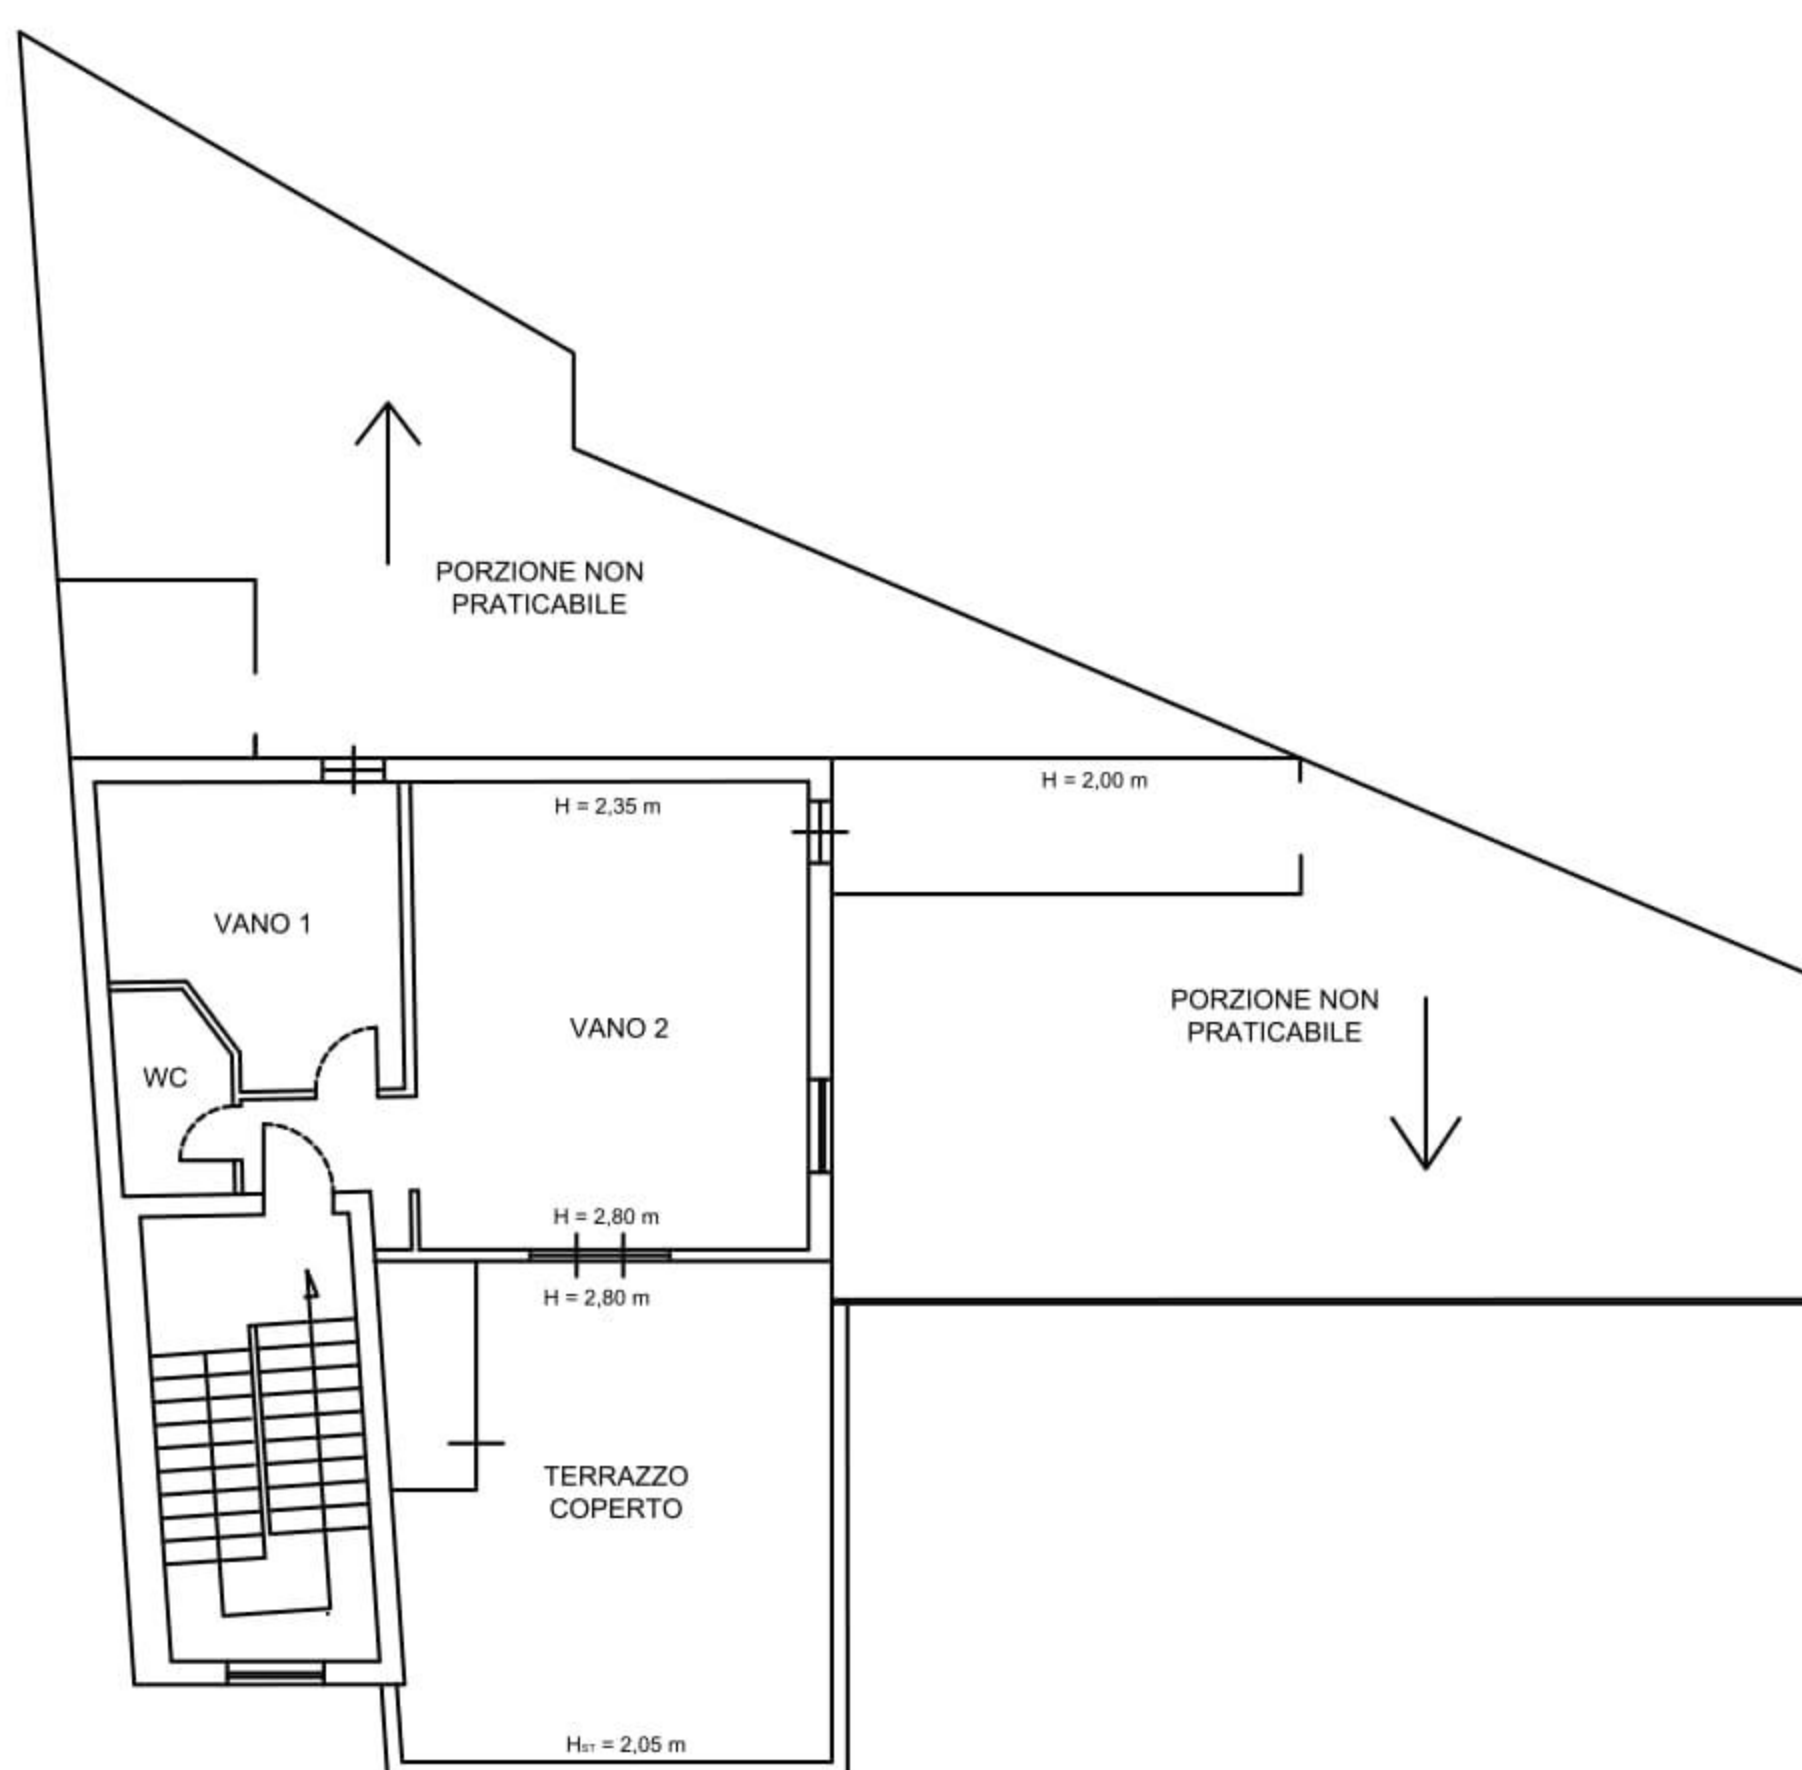 PORZIONE NON
PRATICABILE
H = 2,35 m
H = 2,00 m
VANO 1
PORZIONE NON
PRATICABILE
VANO 2
WC
H = 2,80 m
H = 2,80 m
TERRAZZO
COPERTO
HST = 2,05 m